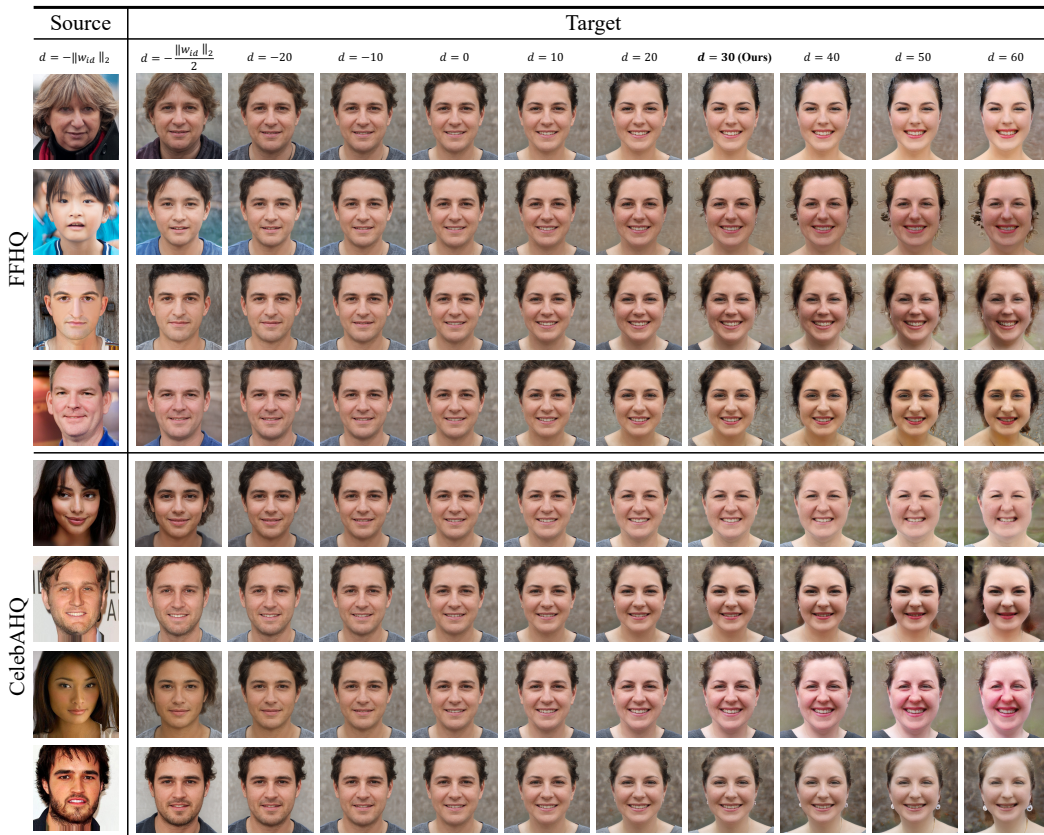 Source Target
d = −‖w_id‖₂ d = −‖w_id‖₂/2 d = −20 d = −10 d = 0 d = 10 d = 20 d = 30 (Ours) d = 40 d = 50 d = 60
FFHQ
CelebAHQ